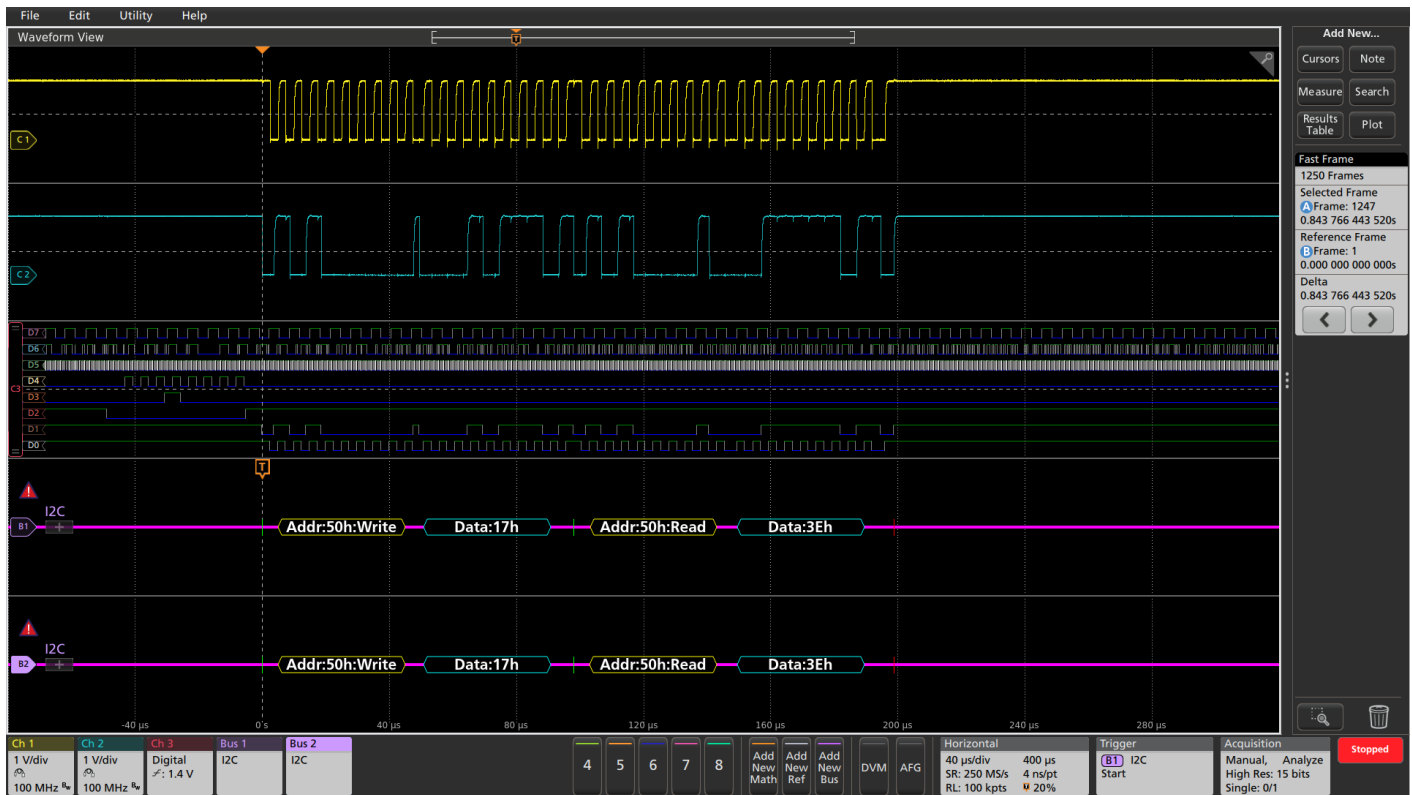 File Edit Utility Help
Waveform View
T
C 1
C 2
C3
D7
D6
D5
D4
D3
D2
D1
D0
T
!
I2C
B1 +
Addr:50h:Write Data:17h Addr:50h:Read Data:3Eh
!
I2C
B2 +
Addr:50h:Write Data:17h Addr:50h:Read Data:3Eh
-40 µs 0 s 40 µs 80 µs 120 µs 160 µs 200 µs 240 µs 280 µs
Add New...
Cursors Note
Measure Search
Results Table Plot
Fast Frame
1250 Frames
Selected Frame
A Frame: 1247
0.843 766 443 520s
Reference Frame
B Frame: 1
0.000 000 000 000s
Delta
0.843 766 443 520s
Ch 1
1 V/div
100 MHz Bw
Ch 2
1 V/div
100 MHz Bw
Ch 3
Digital
: 1.4 V
Bus 1
I2C
Bus 2
I2C
4 5 6 7 8
Add New Math
Add New Ref
Add New Bus
DVM AFG
Horizontal
40 µs/div 400 µs
SR: 250 MS/s 4 ns/pt
RL: 100 kpts 20%
Trigger
B1 I2C
Start
Acquisition
Manual, Analyze
High Res: 15 bits
Single: 0/1
Stopped